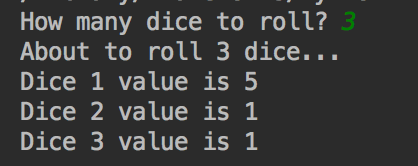 How many dice to roll? 3
About to roll 3 dice...
Dice 1 value is 5
Dice 2 value is 1
Dice 3 value is 1